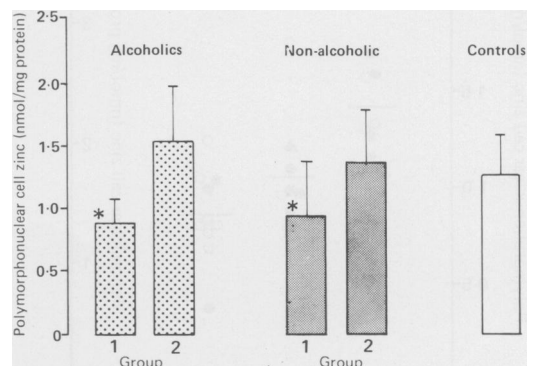 Polymorphonuclear cell zinc (nmol/mg protein)
2·5
2·0
1·5
1·0
0·5
0
Alcoholics
Non-alcoholic
Controls
*
*
1 2
1 2
Group
Group